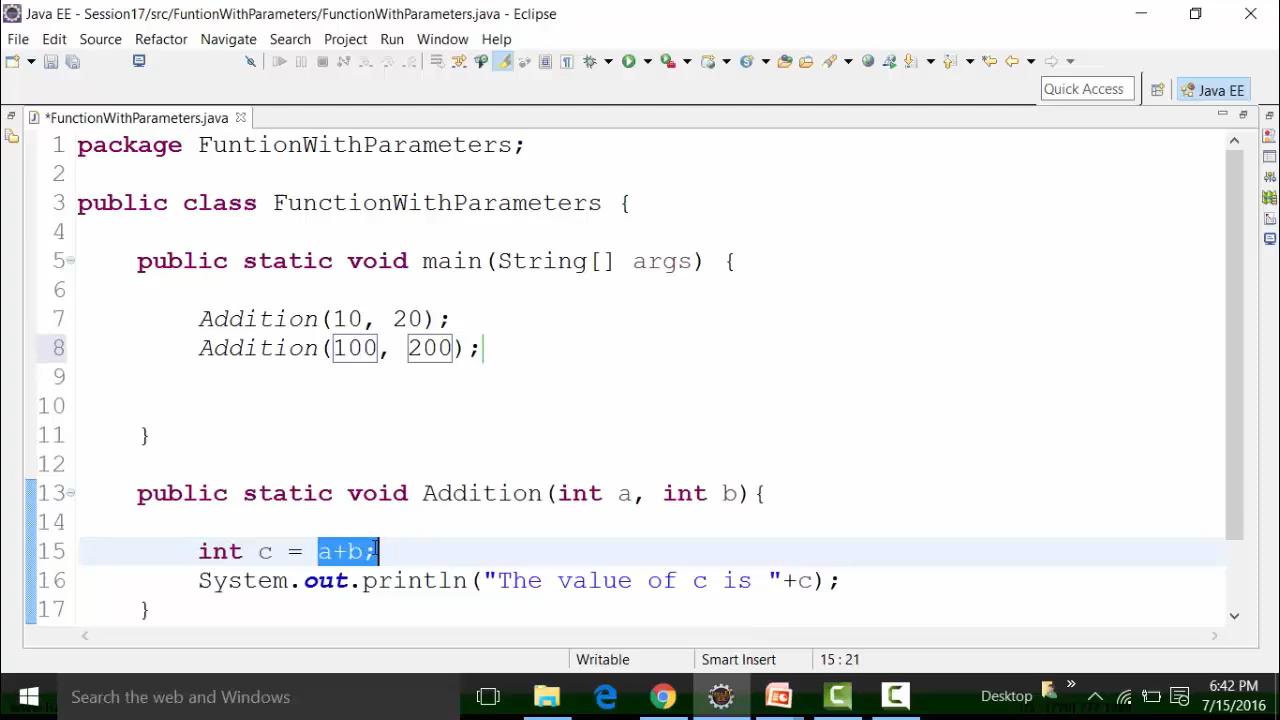 Java EE - Session17/src/FuntionWithParameters/FunctionWithParameters.java - Eclipse
File Edit Source Refactor Navigate Search Project Run Window Help
Quick Access
Java EE
*FunctionWithParameters.java
1 package FuntionWithParameters;
2
3 public class FunctionWithParameters {
4
5 public static void main(String[] args) {
6
7 Addition(10, 20);
8 Addition(100, 200);
9
10
11 }
12
13 public static void Addition(int a, int b){
14
15 int c = a+b;
16 System.out.println("The value of c is "+c);
17 }
Writable Smart Insert 15 : 21
Search the web and Windows
Desktop
6:42 PM
7/15/2016